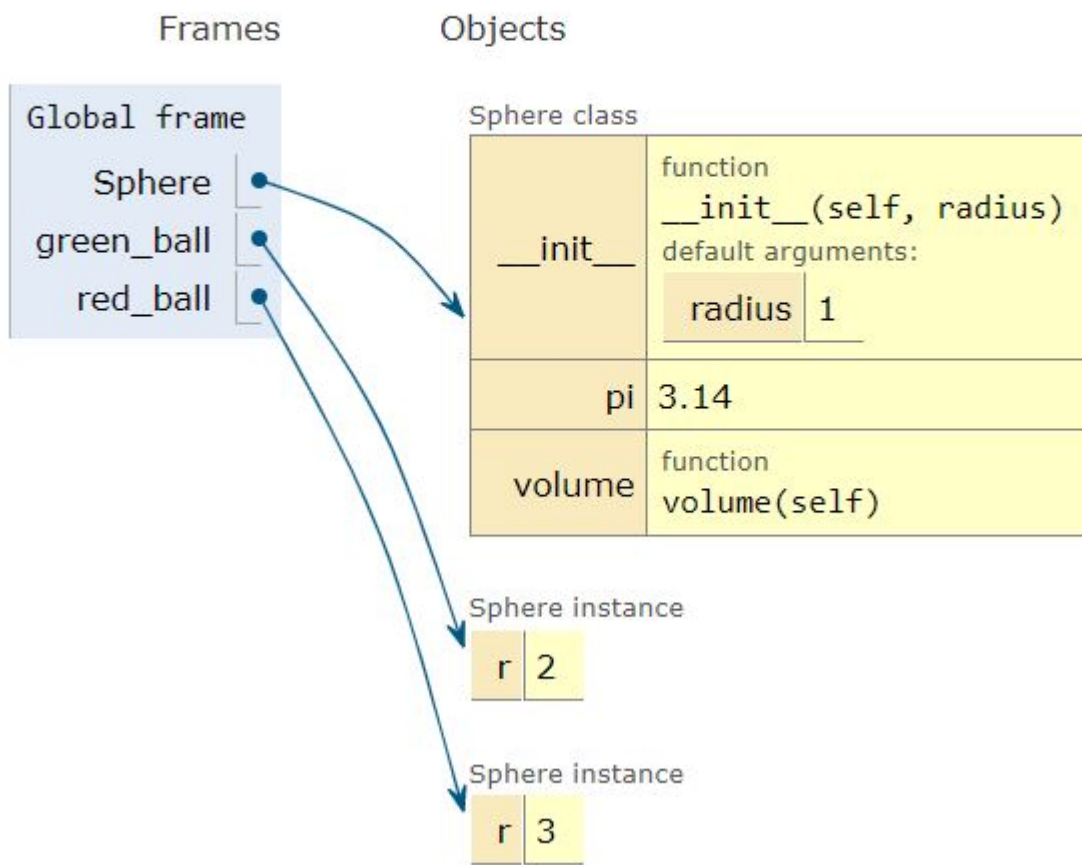 Frames Objects
Global frame
Sphere
green_ball
red_ball
Sphere class
__init__
function
__init__(self, radius)
default arguments:
radius 1
pi 3.14
volume
function
volume(self)
Sphere instance
r 2
Sphere instance
r 3